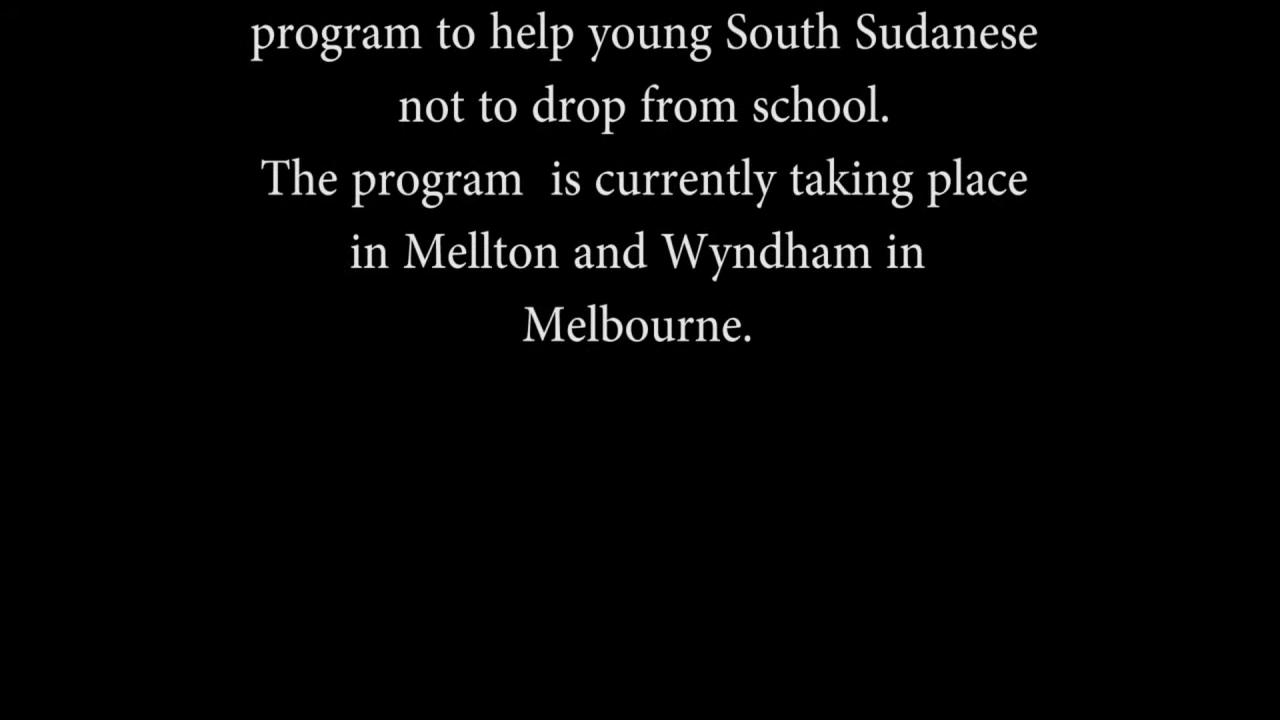 program to help young South Sudanese
not to drop from school.
The program  is currently taking place
in Mellton and Wyndham in
Melbourne.